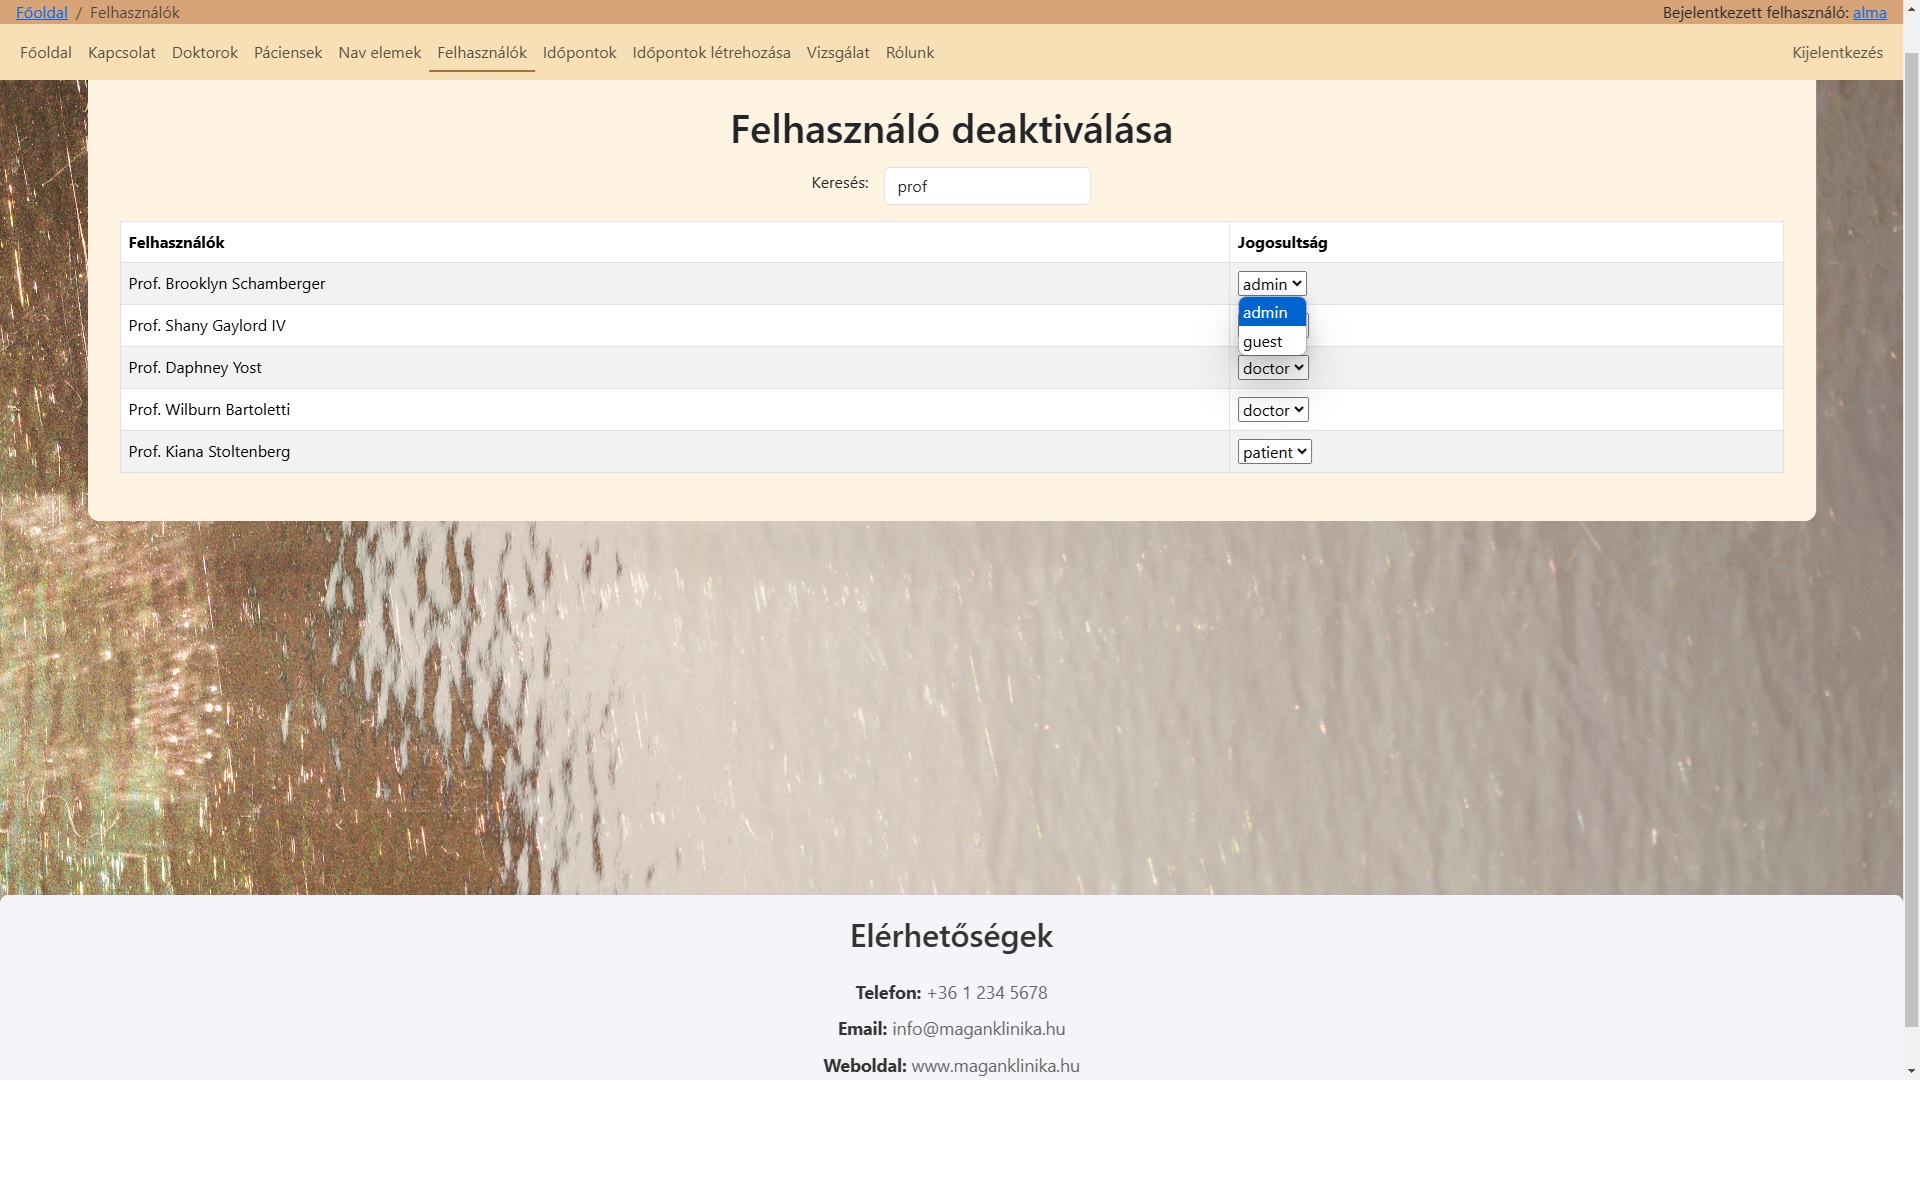 Főoldal / Felhasználók
Bejelentkezett felhasználó: alma
Főoldal Kapcsolat Doktorok Páciensek Nav elemek Felhasználók Időpontok Időpontok létrehozása Vizsgálat Rólunk Kijelentkezés
Felhasználó deaktiválása
Keresés: prof
Felhasználók Jogosultság
Prof. Brooklyn Schamberger admin
admin
Prof. Shany Gaylord IV
guest
Prof. Daphney Yost doctor
Prof. Wilburn Bartoletti doctor
Prof. Kiana Stoltenberg patient
Elérhetőségek
Telefon: +36 1 234 5678
Email: info@maganklinika.hu
Weboldal: www.maganklinika.hu